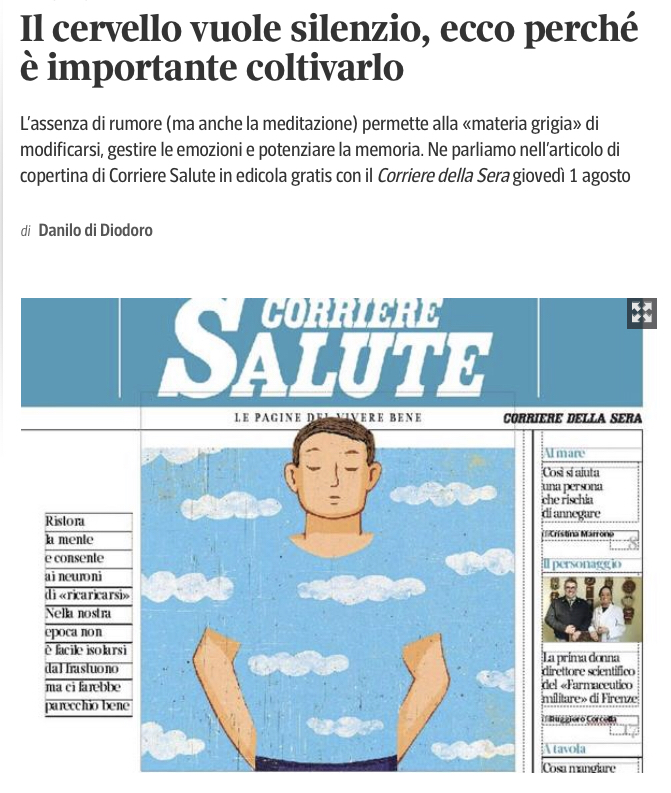 Il cervello vuole silenzio, ecco perché
è importante coltivarlo
L'assenza di rumore (ma anche la meditazione) permette alla «materia grigia» di
modificarsi, gestire le emozioni e potenziare la memoria. Ne parliamo nell'articolo di
copertina di Corriere Salute in edicola gratis con il Corriere della Sera giovedì 1 agosto
di Danilo di Diodoro
CORRIERE
SALUTE
LE PAGINE DEL VIVERE BENE
CORRIERE DELLA SERA
Ristora
la mente
e consente
ai neuroni
di «ricaricarsi»
Nella nostra
epoca non
è facile isolarsi
dal frastuono
ma ci farebbe
parecchio bene
Al mare
Così si aiuta
una persona
che rischia
di annegare
di Cristina Marrone
8
Il personaggio
La prima donna
direttore scientifico
del «Farmaceutico
militare» di Firenze
di Ruggiero Corcella
17
A tavola
Cosa mangiare